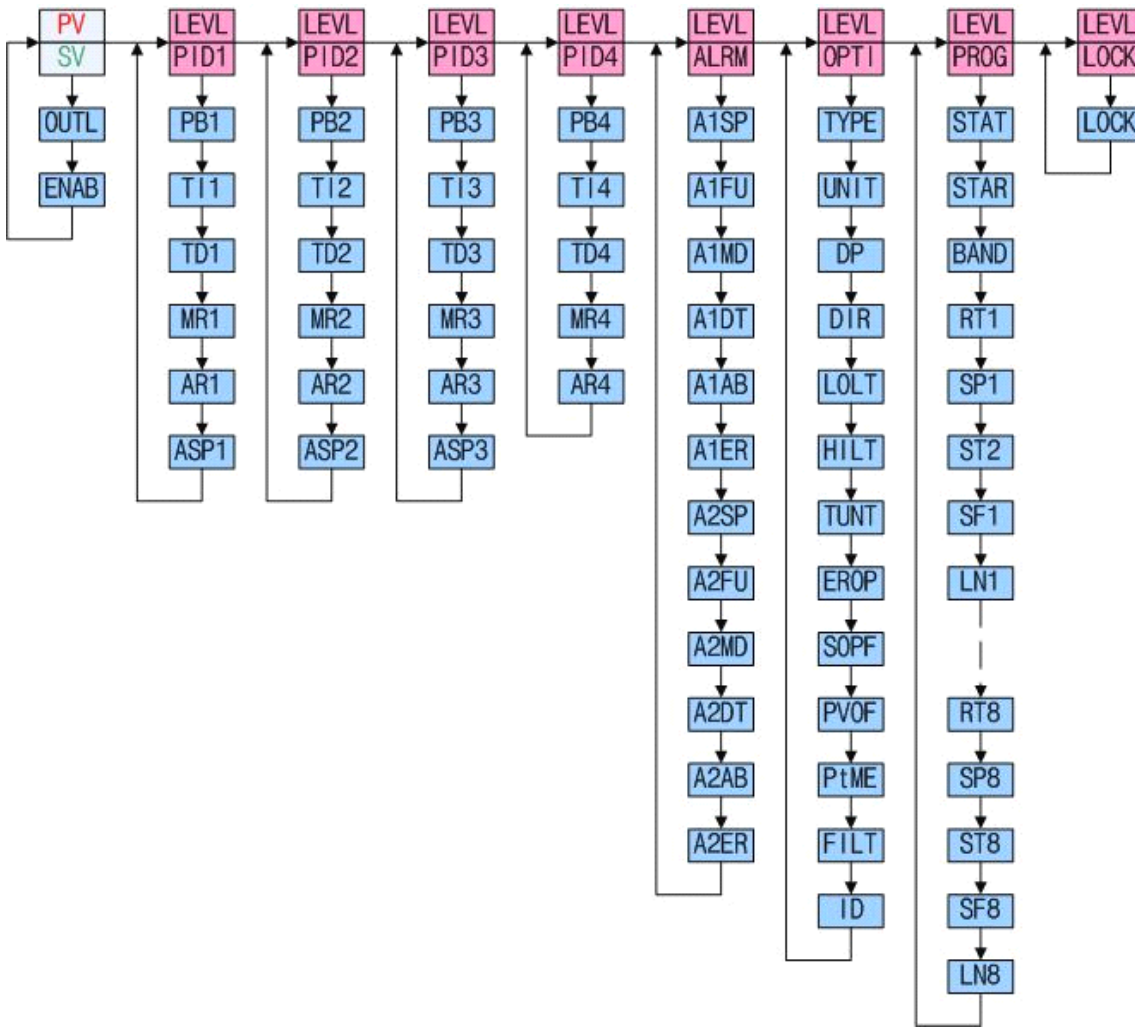 PV LEVL LEVL LEVL LEVL LEVL LEVL LEVL LEVL
SV PID1 PID2 PID3 PID4 ALRM OPTI PROG LOCK
OUTL PB1 PB2 PB3 PB4 A1SP TYPE STAT LOCK
ENAB TI1 TI2 TI3 TI4 A1FU UNIT STAR
TD1 TD2 TD3 TD4 A1MD DP BAND
MR1 MR2 MR3 MR4 A1DT DIR RT1
AR1 AR2 AR3 AR4 A1AB LOLT SP1
ASP1 ASP2 ASP3 A1ER HILT ST2
A2SP TUNT SF1
A2FU EROP LN1
A2MD SOPF
A2DT PVOF RT8
A2AB PtME SP8
A2ER FILT ST8
ID SF8
LN8